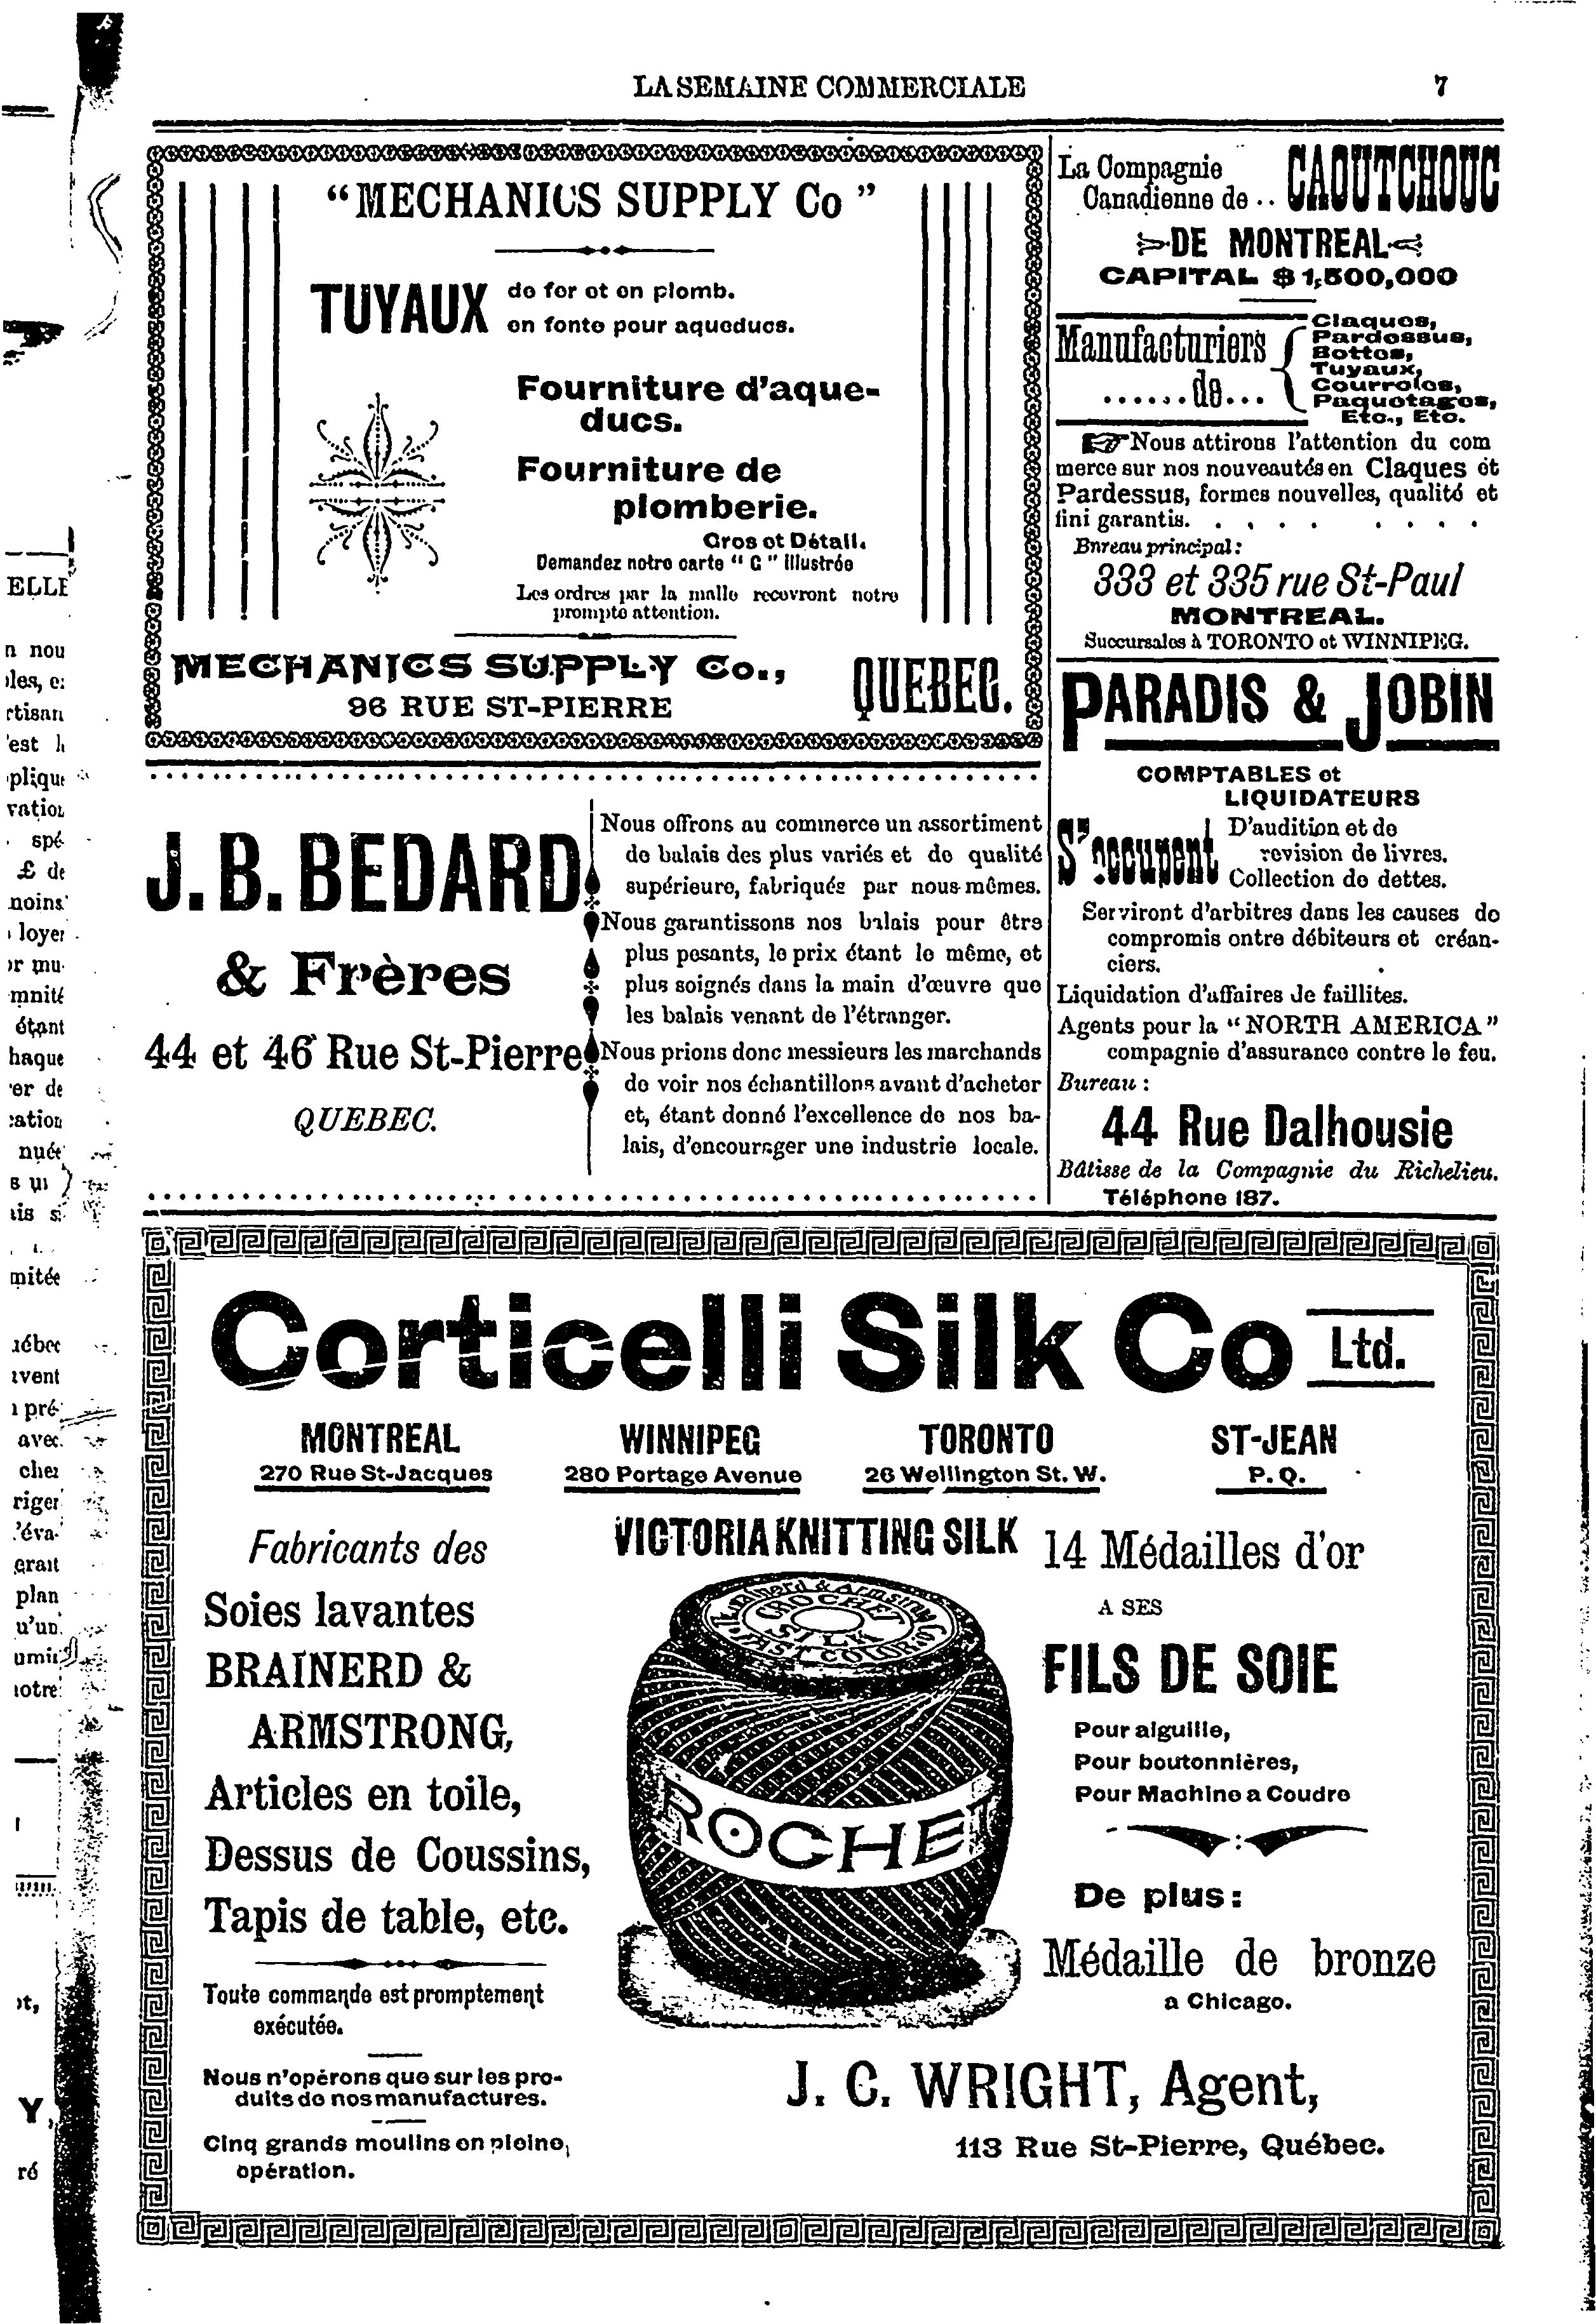 LA SEMAINE COMMERCIALE 7
"MECHANICS SUPPLY Co"
TUYAUX de fer et en plomb.
en fonte pour aqueducs.
Fourniture d'aque-
ducs.
Fourniture de
plomberie.
Gros et Détail.
Demandez notre carte "C" illustrée
Les ordres par la malle recevront notre
prompte attention.
MECHANICS SUPPLY Co.,
96 RUE ST-PIERRE
QUEBEC.
La Compagnie
Canadienne de .. CAOUTCHOUC
DE MONTREAL
CAPITAL $1,500,000
Manufacturiers
......de...
Claques,
Pardessus,
Bottes,
Tuyaux,
Courroies,
Paquetages,
Etc., Etc.
Nous attirons l'attention du com
merce sur nos nouveautés en Claques et
Pardessus, formes nouvelles, qualité et
fini garantis. . . . . . . . .
Bureau principal:
333 et 335 rue St-Paul
MONTREAL.
Succursales à TORONTO et WINNIPEG.
J. B. BEDARD
& Frères
44 et 46 Rue St-Pierre
QUEBEC.
Nous offrons au commerce un assortiment
de balais des plus variés et de qualité
supérieure, fabriqués par nous-mêmes.
Nous garantissons nos balais pour être
plus pesants, le prix étant le même, et
plus soignés dans la main d'œuvre que
les balais venant de l'étranger.
Nous prions donc messieurs les marchands
de voir nos échantillons avant d'acheter
et, étant donné l'excellence de nos ba-
lais, d'encourager une industrie locale.
PARADIS & JOBIN
COMPTABLES et
LIQUIDATEURS
S'occupent
D'audition et de
revision de livres.
Collection de dettes.
Serviront d'arbitres dans les causes de
compromis entre débiteurs et créan-
ciers.
Liquidation d'affaires de faillites.
Agents pour la "NORTH AMERICA"
compagnie d'assurance contre le feu.
Bureau :
44 Rue Dalhousie
Bâtisse de la Compagnie du Richelieu.
Téléphone 187.
Corticelli Silk Co Ltd.
MONTREAL WINNIPEG TORONTO ST-JEAN
270 Rue St-Jacques 280 Portage Avenue 26 Wellington St. W. P. Q.
Fabricants des
Soies lavantes
BRAINERD &
ARMSTRONG,
Articles en toile,
Dessus de Coussins,
Tapis de table, etc.
Toute commande est promptement
exécutée.
Nous n'opérons que sur les pro-
duits de nos manufactures.
Cinq grands moulins en pleine
opération.
VICTORIA KNITTING SILK
Brainerd & Armstrong
CROCHET
SILK
FAST COLORS
ROCHET
14 Médailles d'or
A SES
FILS DE SOIE
Pour aiguille,
Pour boutonnières,
Pour Machine a Coudre
De plus:
Médaille de bronze
a Chicago.
J. C. WRIGHT, Agent,
113 Rue St-Pierre, Québec.